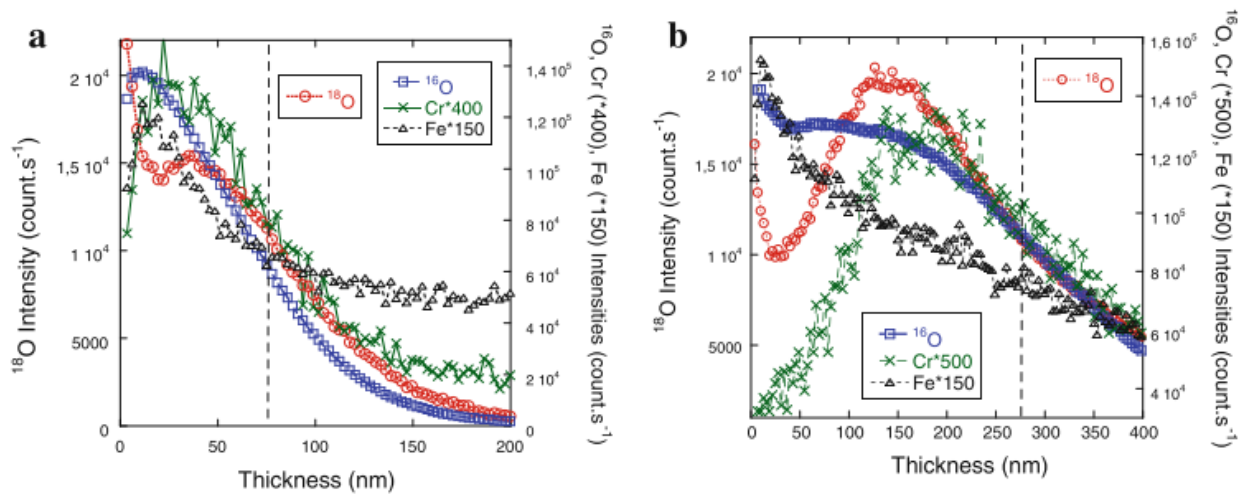 a
¹⁸O Intensity (count.s⁻¹)
2 10⁴
1.5 10⁴
1 10⁴
5000
0
0 50 100 150 200
Thickness (nm)
¹⁸O
¹⁶O
Cr*400
Fe*150
1.4 10⁵
1.2 10⁵
1 10⁵
8 10⁴
6 10⁴
4 10⁴
2 10⁴
0
¹⁶O, Cr (*400), Fe (*150) Intensities (count.s⁻¹)
b
¹⁸O Intensity (count.s⁻¹)
2 10⁴
1.5 10⁴
1 10⁴
5000
0 50 100 150 200 250 300 350 400
Thickness (nm)
¹⁸O
¹⁶O
Cr*500
Fe*150
1.6 10⁵
1.4 10⁵
1.2 10⁵
1 10⁵
8 10⁴
6 10⁴
4 10⁴
¹⁶O, Cr (*500), Fe (*150) Intensities (count.s⁻¹)